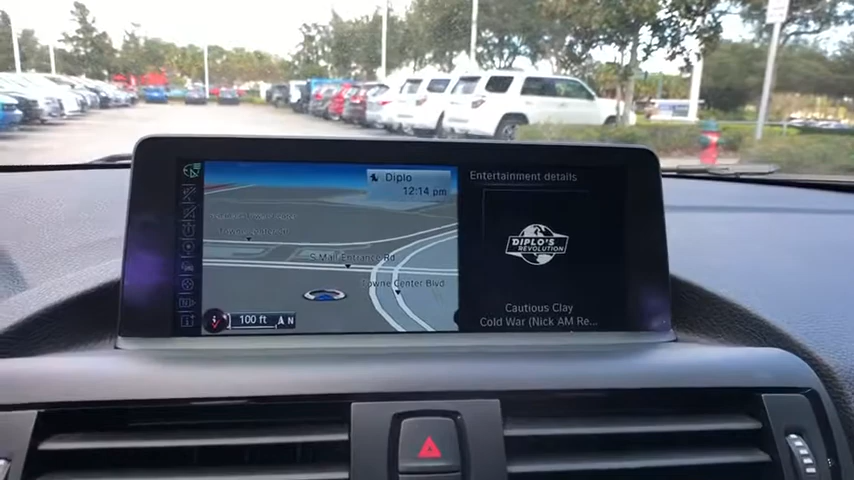 Diplo
12:14 pm
Entertainment details
S Mall Entrance Rd
Towne Center Blvd
100 ft
N
DIPLO'S
REVOLUTION
Cautious Clay
Cold War (Nick AM Re...